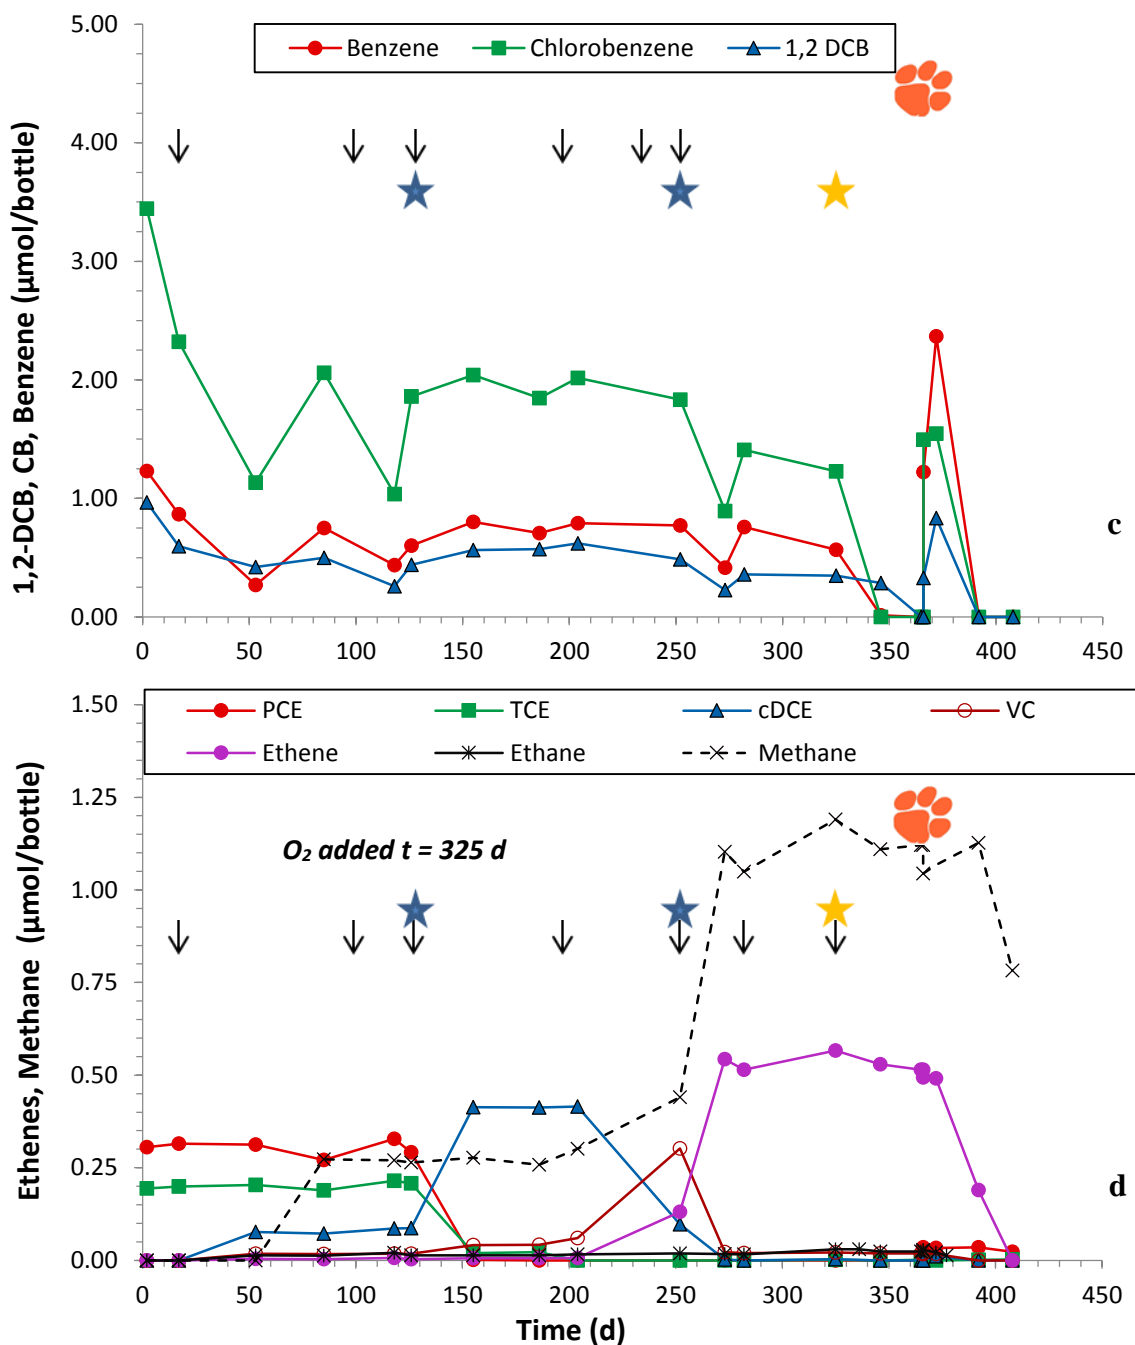 5.00
Benzene Chlorobenzene 1,2 DCB
4.00
3.00
2.00
1.00
0.00
0 50 100 150 200 250 300 350 400 450
1,2-DCB, CB, Benzene (µmol/bottle)
c
1.50
PCE TCE cDCE VC
Ethene Ethane Methane
1.25
O2 added t = 325 d
1.00
0.75
0.50
0.25
0.00
0 50 100 150 200 250 300 350 400 450
Ethenes, Methane (µmol/bottle)
d
Time (d)